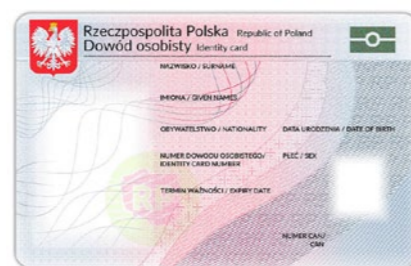 Rzeczpospolita Polska Republic of Poland
Dowód osobisty Identity card
NAZWISKO / SURNAME
IMIONA / GIVEN NAMES
OBYWATELSTWO / NATIONALITY DATA URODZENIA / DATE OF BIRTH
NUMER DOWODU OSOBISTEGO/ PŁEĆ / SEX
IDENTITY CARD NUMBER
TERMIN WAŻNOŚCI / EXPIRY DATE
NUMER CAN/
CAN